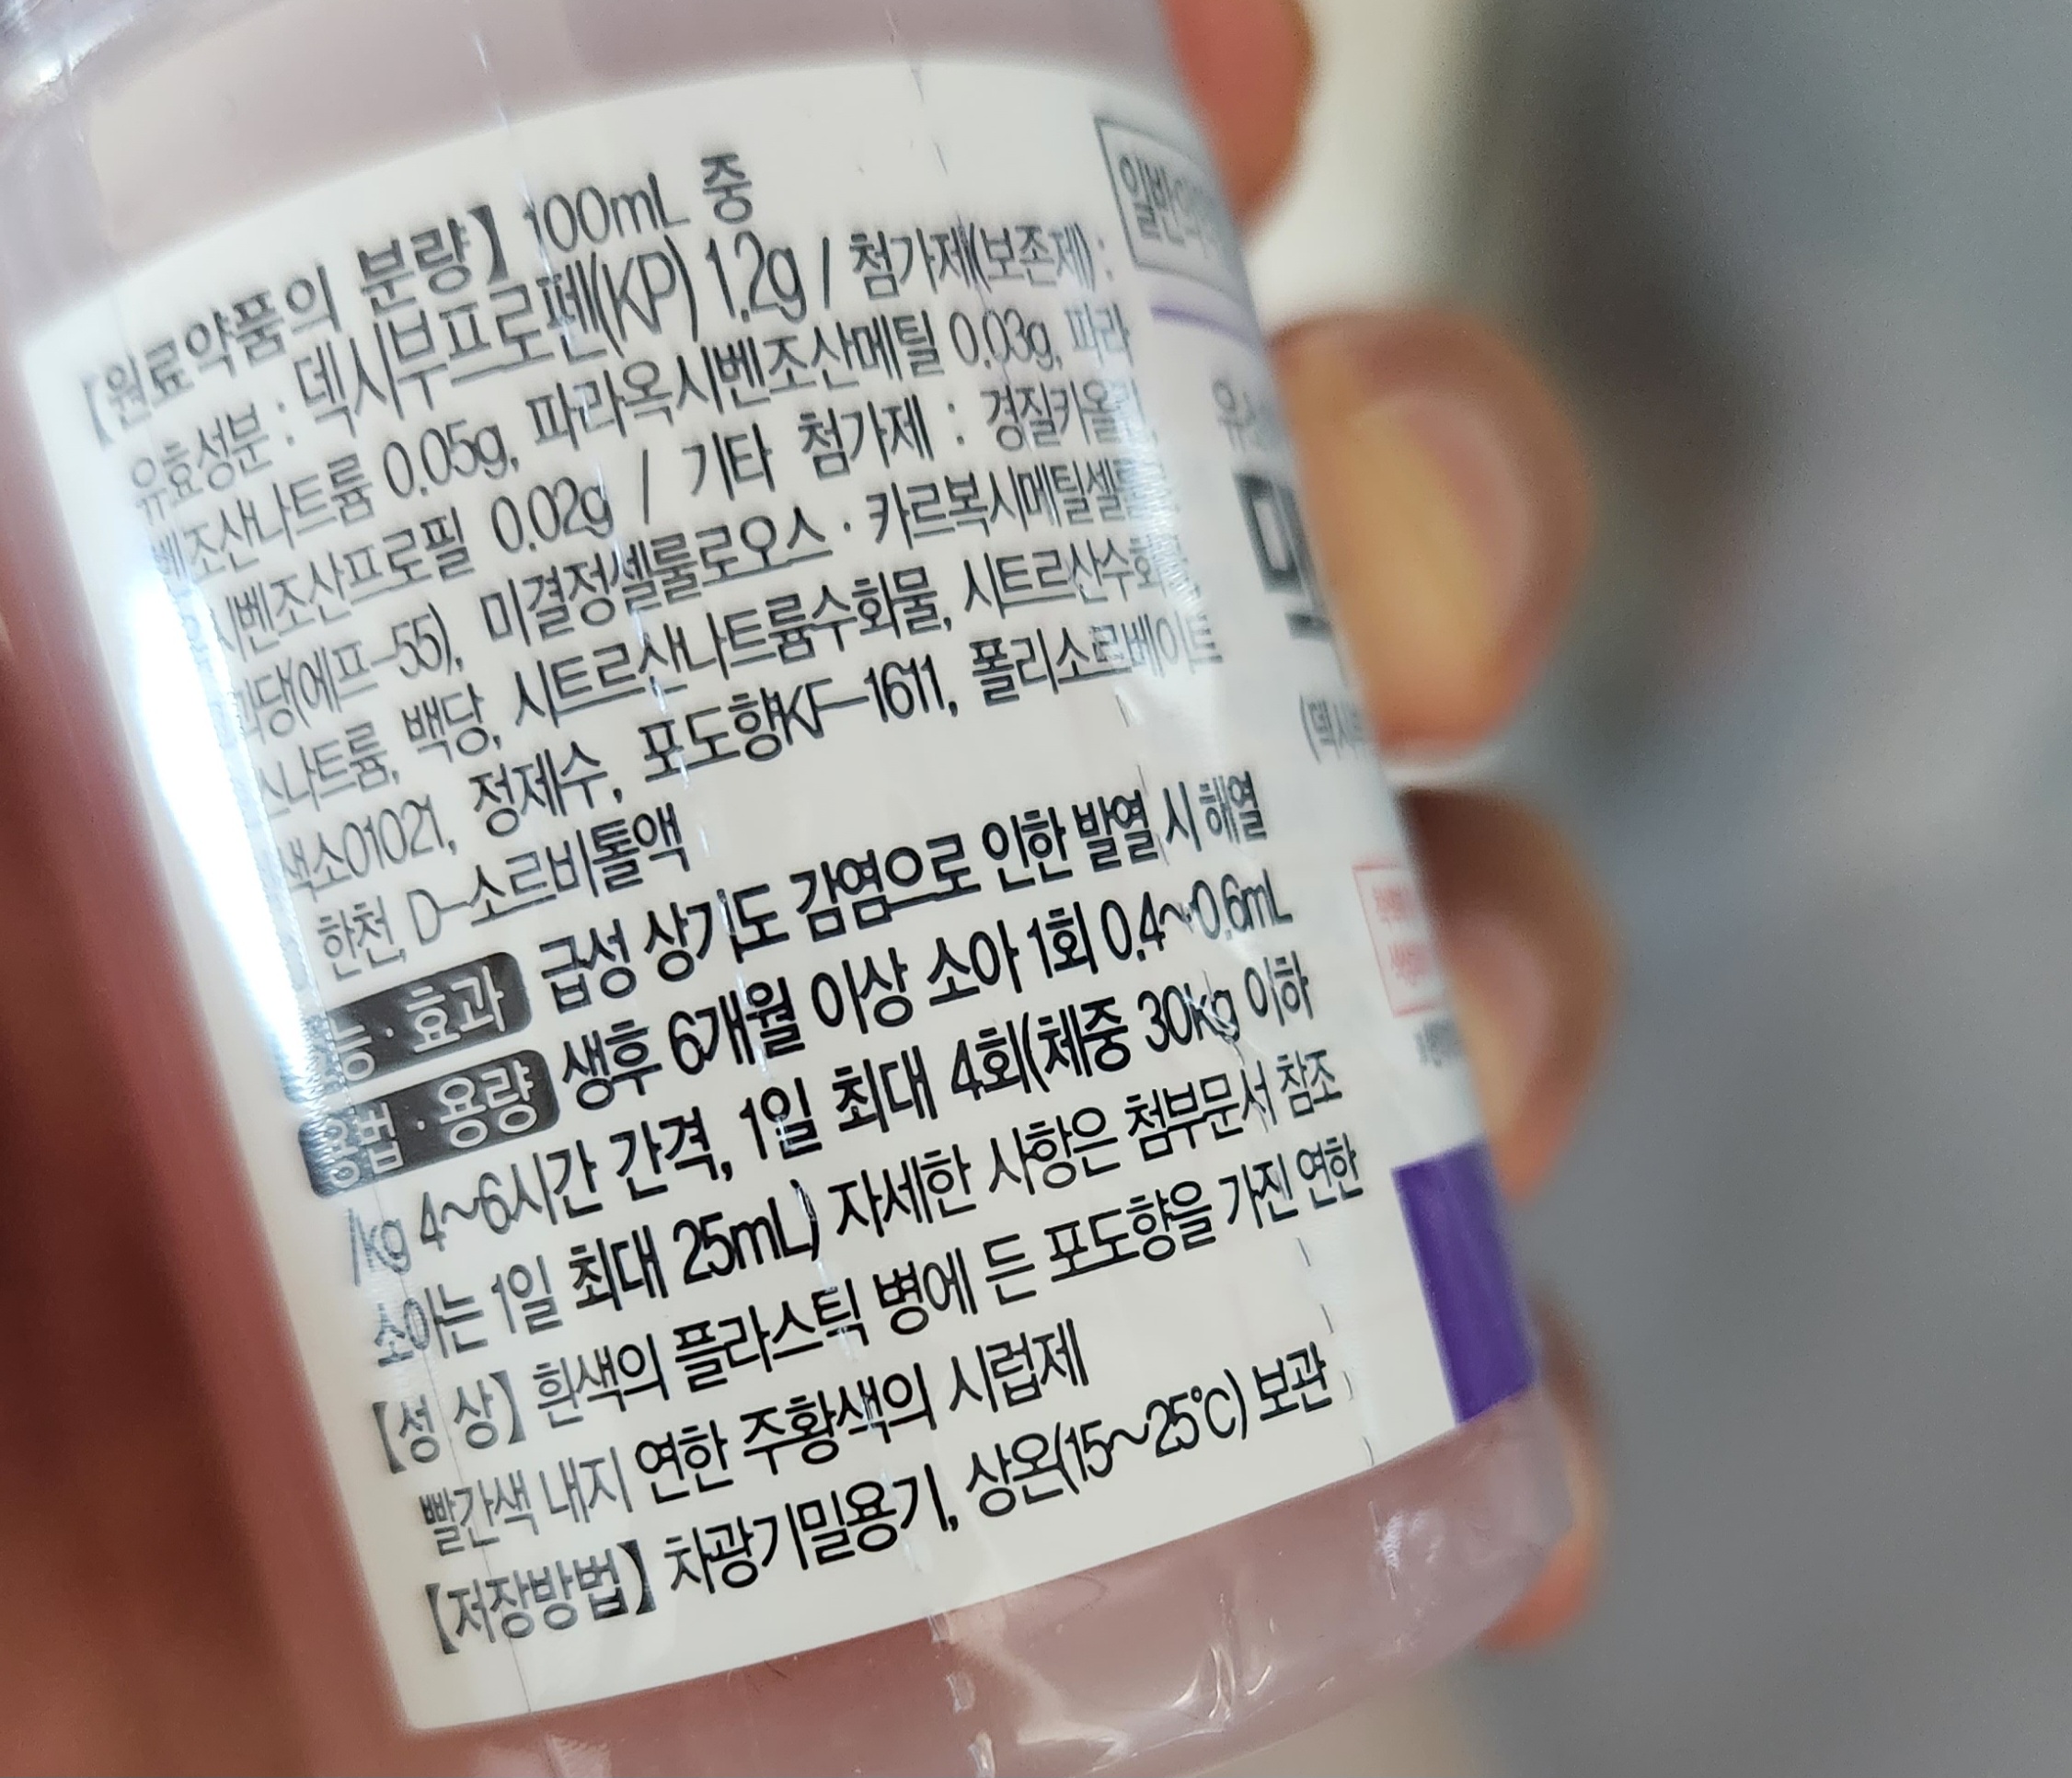 【원료약품의 분량】 100mL 중
유효성분 : 덱시부프로펜(KP) 1.2g / 첨가제(보존제) :
벤조산나트륨 0.05g, 파라옥시벤조산메틸 0.03g, 파라
시벤조산프로필 0.02g / 기타 첨가제 : 경질카올린
과당(에프-55), 미결정셀룰로오스 · 카르복시메틸셀룰
스나트륨, 백당, 시트르산나트륨수화물, 시트르산수화
색소01021, 정제수, 포도향KF-1611, 폴리소르베이트
한천, D-소르비톨액
능 · 효과 급성 상기도 감염으로 인한 발열 시 해열
용법 · 용량 생후 6개월 이상 소아 1회 0.4~0.6mL
/kg 4~6시간 간격, 1일 최대 4회(체중 30kg 이하
소아는 1일 최대 25mL) 자세한 사항은 첨부문서 참조
【성 상】 흰색의 플라스틱 병에 든 포도향을 가진 연한
빨간색 내지 연한 주황색의 시럽제
【저장방법】 차광기밀용기, 상온(15~25℃) 보관
일반의